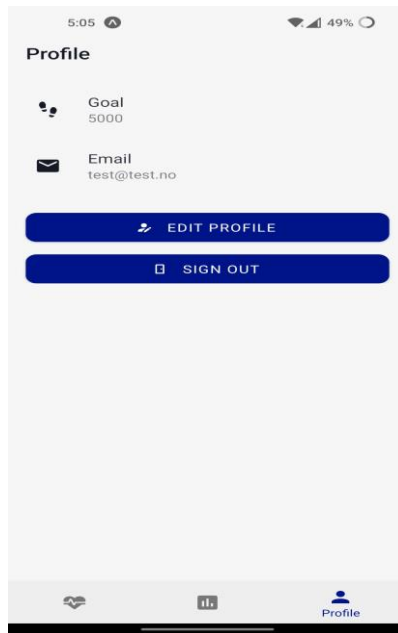 5:05 49%
Profile
Goal
5000
Email
test@test.no
EDIT PROFILE
SIGN OUT
Profile